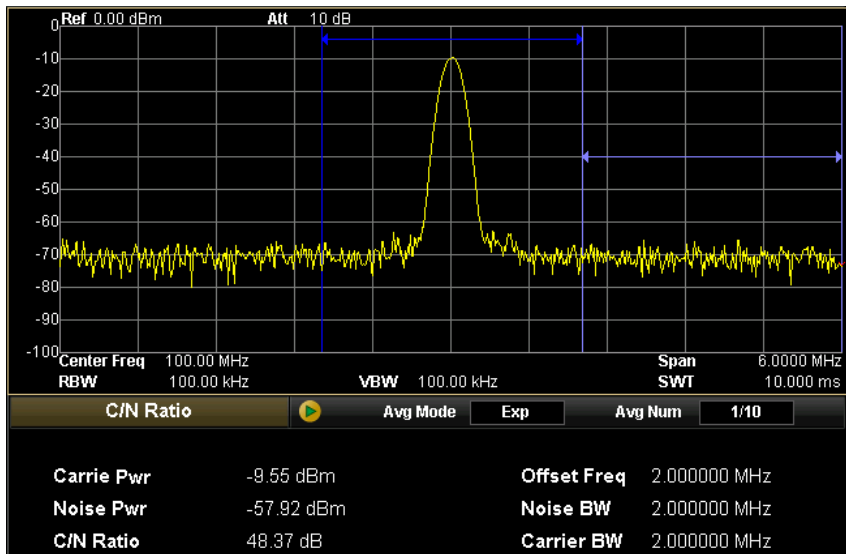 Ref 0.00 dBm Att 10 dB
0
-10
-20
-30
-40
-50
-60
-70
-80
-90
-100
Center Freq 100.00 MHz Span 6.0000 MHz
RBW 100.00 kHz VBW 100.00 kHz SWT 10.000 ms
C/N Ratio Avg Mode Exp Avg Num 1/10
Carrie Pwr -9.55 dBm Offset Freq 2.000000 MHz
Noise Pwr -57.92 dBm Noise BW 2.000000 MHz
C/N Ratio 48.37 dB Carrier BW 2.000000 MHz